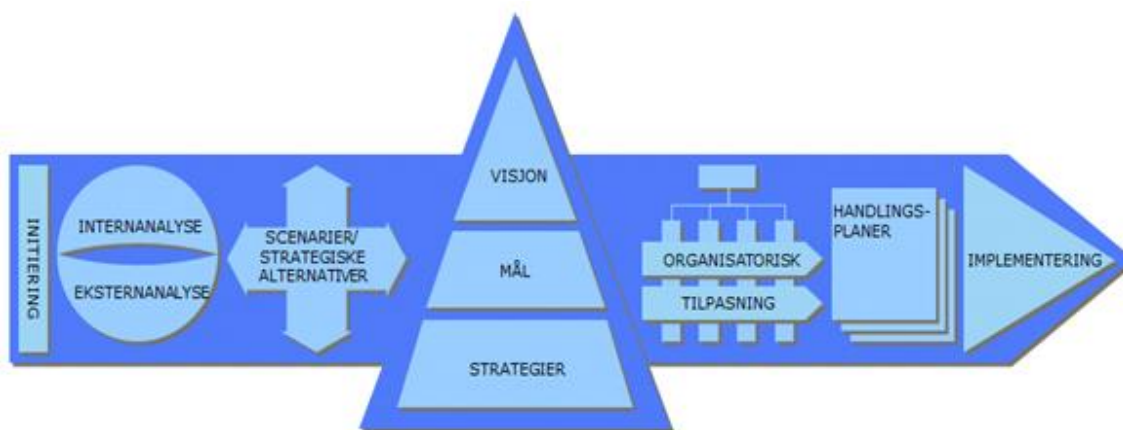 INITIERING
INTERNANALYSE
EKSTERNANALYSE
SCENARIER/
STRATEGISKE
ALTERNATIVER
VISJON
MÅL
STRATEGIER
ORGANISATORISK
TILPASNING
HANDLINGS-
PLANER
IMPLEMENTERING